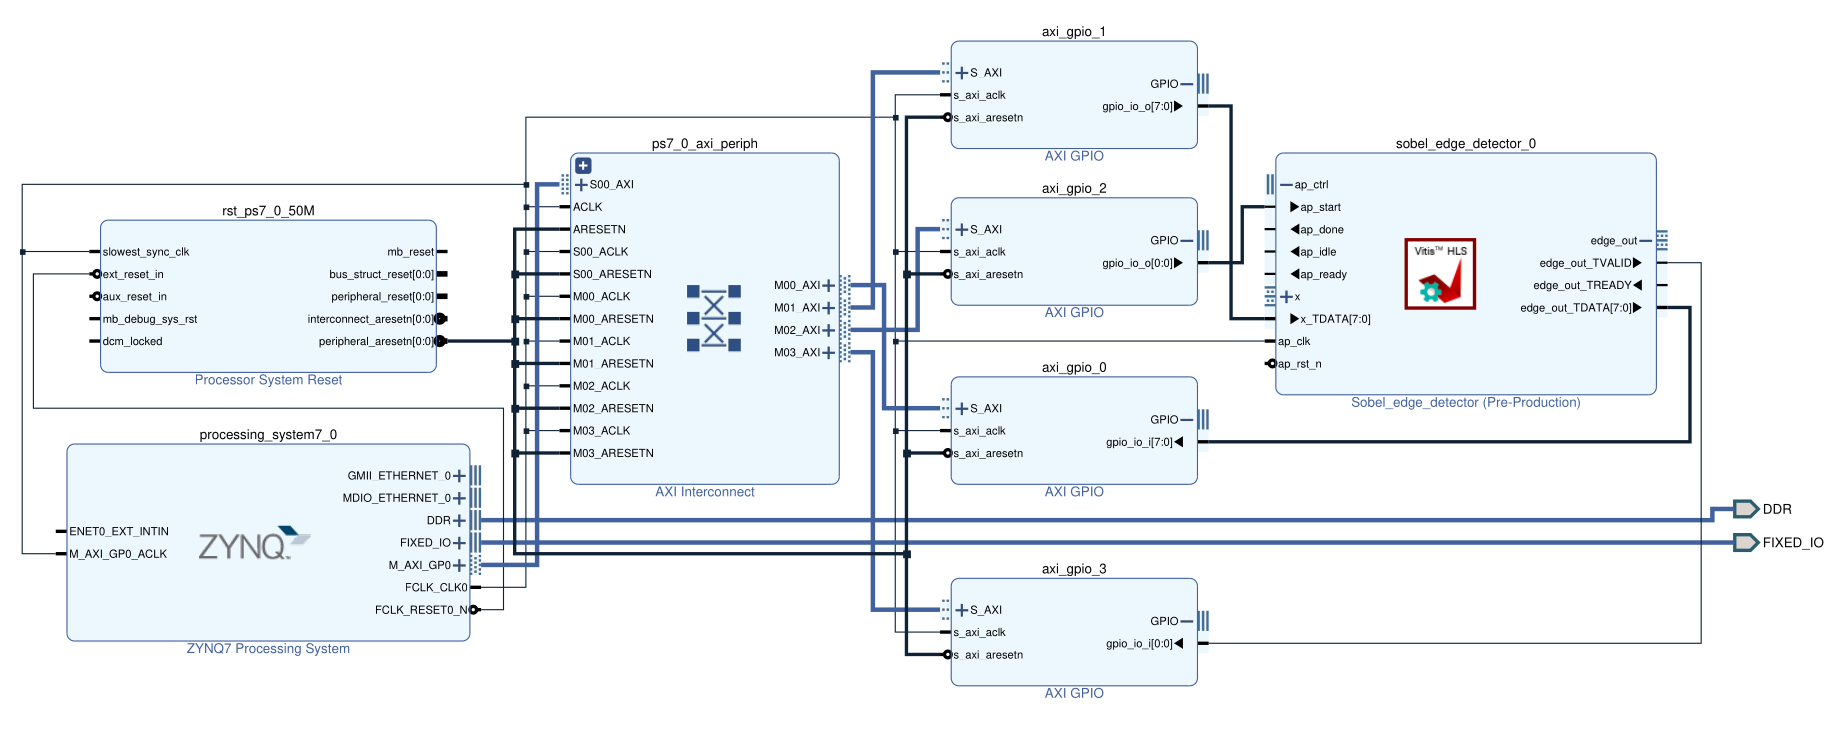 rst_ps7_0_50M
slowest_sync_clk
ext_reset_in
aux_reset_in
mb_debug_sys_rst
dcm_locked
mb_reset
bus_struct_reset[0:0]
peripheral_reset[0:0]
interconnect_aresetn[0:0]
peripheral_aresetn[0:0]
Processor System Reset
processing_system7_0
ENET0_EXT_INTIN
M_AXI_GP0_ACLK
ZYNQ
GMII_ETHERNET_0
MDIO_ETHERNET_0
DDR
FIXED_IO
M_AXI_GP0
FCLK_CLK0
FCLK_RESET0_N
ZYNQ7 Processing System
ps7_0_axi_periph
S00_AXI
ACLK
ARESETN
S00_ACLK
S00_ARESETN
M00_ACLK
M00_ARESETN
M01_ACLK
M01_ARESETN
M02_ACLK
M02_ARESETN
M03_ACLK
M03_ARESETN
M00_AXI
M01_AXI
M02_AXI
M03_AXI
AXI Interconnect
axi_gpio_1
S_AXI
s_axi_aclk
s_axi_aresetn
GPIO
gpio_io_o[7:0]
AXI GPIO
axi_gpio_2
S_AXI
s_axi_aclk
s_axi_aresetn
GPIO
gpio_io_o[0:0]
AXI GPIO
axi_gpio_0
S_AXI
s_axi_aclk
s_axi_aresetn
GPIO
gpio_io_i[7:0]
AXI GPIO
axi_gpio_3
S_AXI
s_axi_aclk
s_axi_aresetn
GPIO
gpio_io_i[0:0]
AXI GPIO
sobel_edge_detector_0
ap_ctrl
ap_start
ap_done
ap_idle
ap_ready
x
x_TDATA[7:0]
ap_clk
ap_rst_n
Vitis™ HLS
edge_out
edge_out_TVALID
edge_out_TREADY
edge_out_TDATA[7:0]
Sobel_edge_detector (Pre-Production)
DDR
FIXED_IO